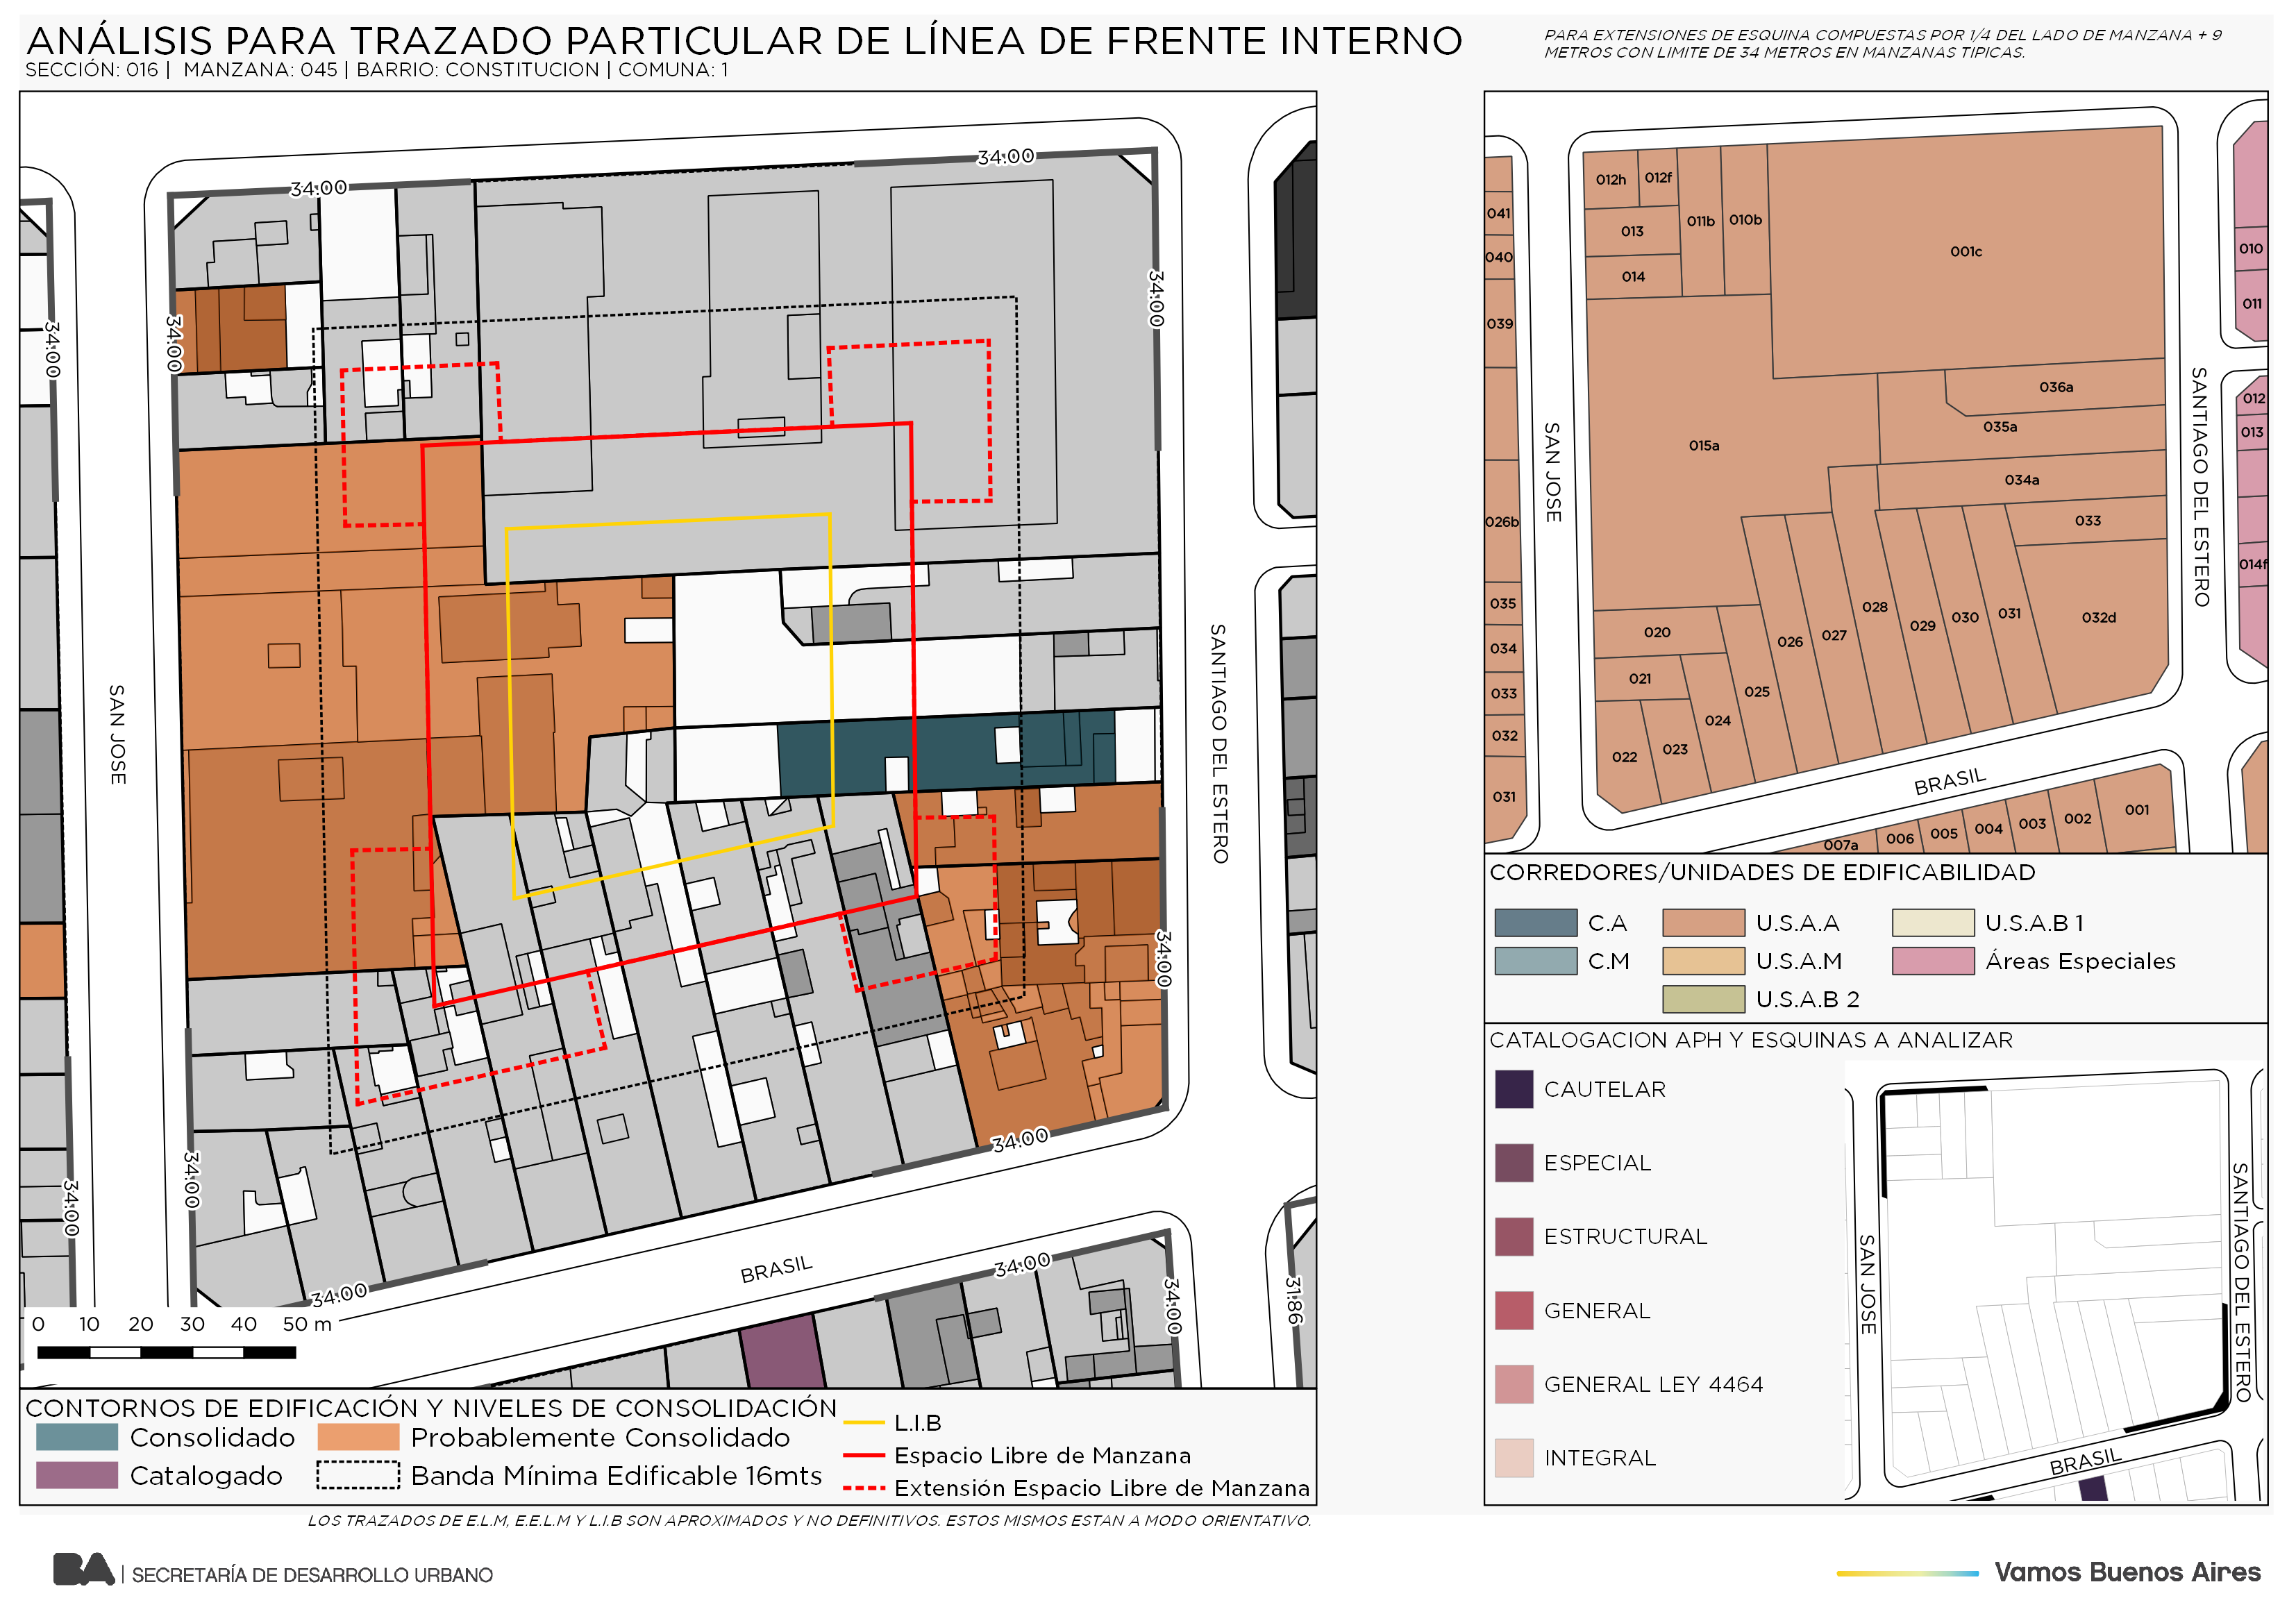 ANÁLISIS PARA TRAZADO PARTICULAR DE LÍNEA DE FRENTE INTERNO
SECCIÓN: 016 | MANZANA: 045 | BARRIO: CONSTITUCION | COMUNA: 1
PARA EXTENSIONES DE ESQUINA COMPUESTAS POR 1/4 DEL LADO DE MANZANA + 9
METROS CON LIMITE DE 34 METROS EN MANZANAS TIPICAS.
34.00
34.00
34.00
34.00
34.00
SAN JOSE
SANTIAGO DEL ESTERO
34.00
34.00
34.00
34.00
34.00
BRASIL
34.00
34.00
31.86
0 10 20 30 40 50 m
CONTORNOS DE EDIFICACIÓN Y NIVELES DE CONSOLIDACIÓN
Consolidado
Probablemente Consolidado
Catalogado
Banda Mínima Edificable 16mts
L.I.B
Espacio Libre de Manzana
Extensión Espacio Libre de Manzana
012h
012f
011b
010b
013
014
001c
041
040
039
026b
035
034
033
032
031
010
011
012
013
014f
036a
035a
034a
033
015a
032d
020
021
022
023
024
025
026
027
028
029
030
031
SAN JOSE
SANTIAGO DEL ESTERO
BRASIL
007a
006
005
004
003
002
001
CORREDORES/UNIDADES DE EDIFICABILIDAD
C.A
U.S.A.A
U.S.A.B 1
C.M
U.S.A.M
Áreas Especiales
U.S.A.B 2
CATALOGACION APH Y ESQUINAS A ANALIZAR
CAUTELAR
ESPECIAL
ESTRUCTURAL
GENERAL
GENERAL LEY 4464
INTEGRAL
SAN JOSE
SANTIAGO DEL ESTERO
BRASIL
LOS TRAZADOS DE E.L.M, E.E.L.M Y L.I.B SON APROXIMADOS Y NO DEFINITIVOS. ESTOS MISMOS ESTAN A MODO ORIENTATIVO.
BA | SECRETARÍA DE DESARROLLO URBANO
Vamos Buenos Aires